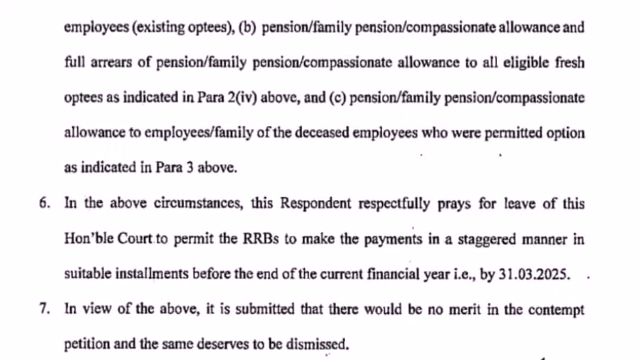 employees (existing optees), (b) pension/family pension/compassionate allowance and
full arrears of pension/family pension/compassionate allowance to all eligible fresh
optees as indicated in Para 2(iv) above, and (c) pension/family pension/compassionate
allowance to employees/family of the deceased employees who were permitted option
as indicated in Para 3 above.
6. In the above circumstances, this Respondent respectfully prays for leave of this
Hon'ble Court to permit the RRBs to make the payments in a staggered manner in
suitable installments before the end of the current financial year i.e., by 31.03.2025.
7. In view of the above, it is submitted that there would be no merit in the contempt
petition and the same deserves to be dismissed.